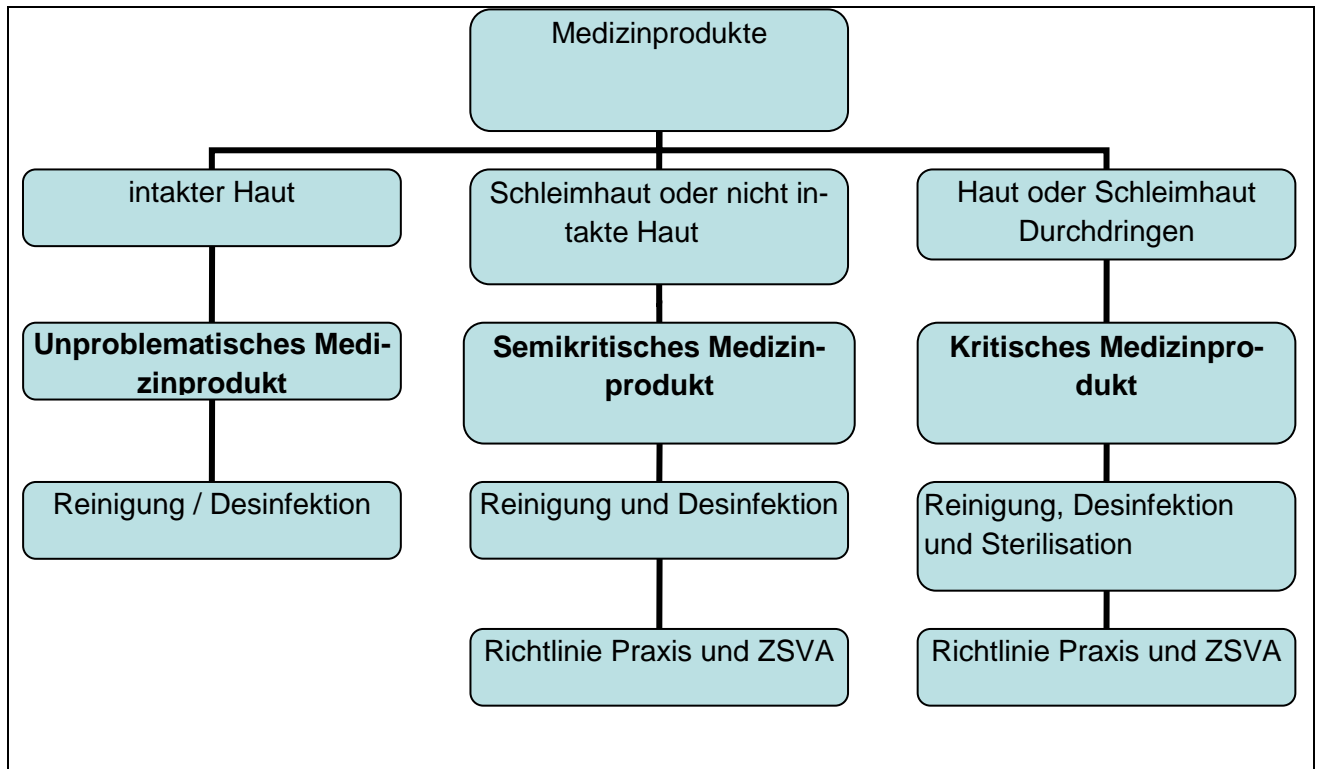 Medizinprodukte
intakter Haut
Schleimhaut oder nicht in-
takte Haut
Haut oder Schleimhaut
Durchdringen
Unproblematisches Medi-
zinprodukt
Semikritisches Medizin-
produkt
Kritisches Medizinpro-
dukt
Reinigung / Desinfektion
Reinigung und Desinfektion
Reinigung, Desinfektion
und Sterilisation
Richtlinie Praxis und ZSVA
Richtlinie Praxis und ZSVA